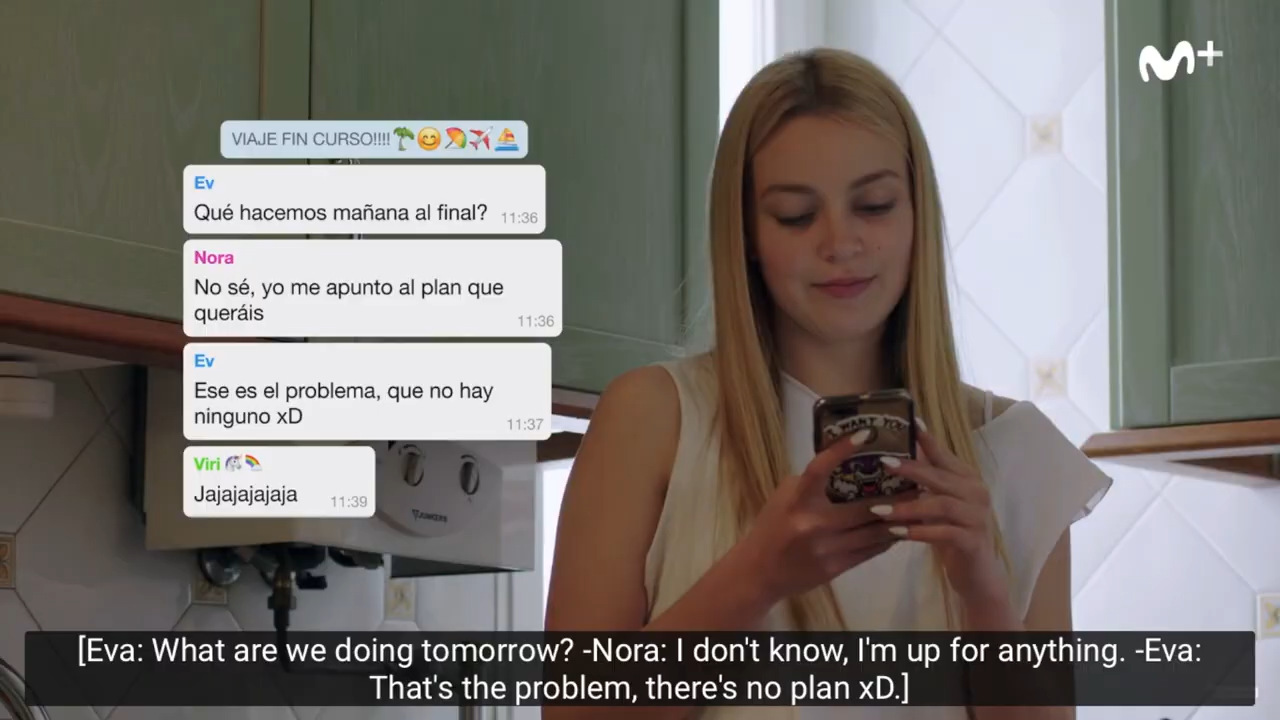 M+
VIAJE FIN CURSO!!!!🌴😊🪭✈️⛵
Ev
Qué hacemos mañana al final? 11:36
Nora
No sé, yo me apunto al plan que
queráis 11:36
Ev
Ese es el problema, que no hay
ninguno xD 11:37
Viri 🦄🌈
Jajajajajaja 11:39
WANT YOU
[Eva: What are we doing tomorrow? -Nora: I don't know, I'm up for anything. -Eva:
That's the problem, there's no plan xD.]